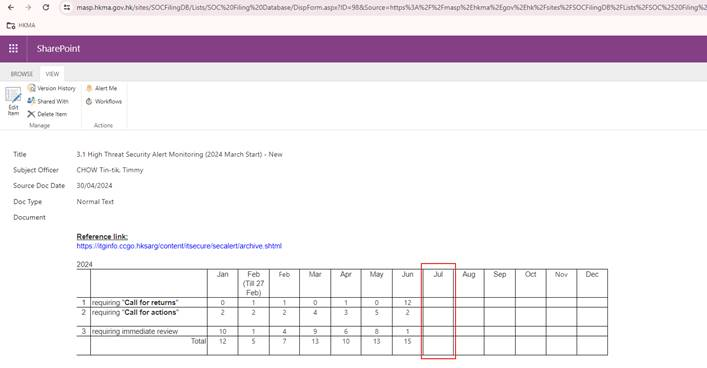 masp.hkma.gov.hk/sites/SOCFilingDB/Lists/SOC%20Filing%20Database/DispForm.aspx?ID=98&Source=https%3A%2F%2Fmasp%2Ehkma%2Egov%2Ehk%2Fsites%2FSOCFilingDB%2FLists%2FSOC%2520Filing%2
HKMA
SharePoint
BROWSE VIEW
Edit Item
Version History
Shared With
Delete Item
Manage
Alert Me
Workflows
Actions
Title 3.1 High Threat Security Alert Monitoring (2024 March Start) - New
Subject Officer CHOW Tin-tik, Timmy
Source Doc Date 30/04/2024
Doc Type Normal Text
Document
Reference link:
https://itginfo.ccgo.hksarg/content/itsecure/secalert/archive.shtml
2024
Jan Feb (Till 27 Feb) Feb Mar Apr May Jun Jul Aug Sep Oct Nov Dec
1 requiring "Call for returns" 0 1 1 0 1 0 12
2 requiring "Call for actions" 2 2 2 4 3 5 2
3 requiring immediate review 10 1 4 9 6 8 1
Total 12 5 7 13 10 13 15